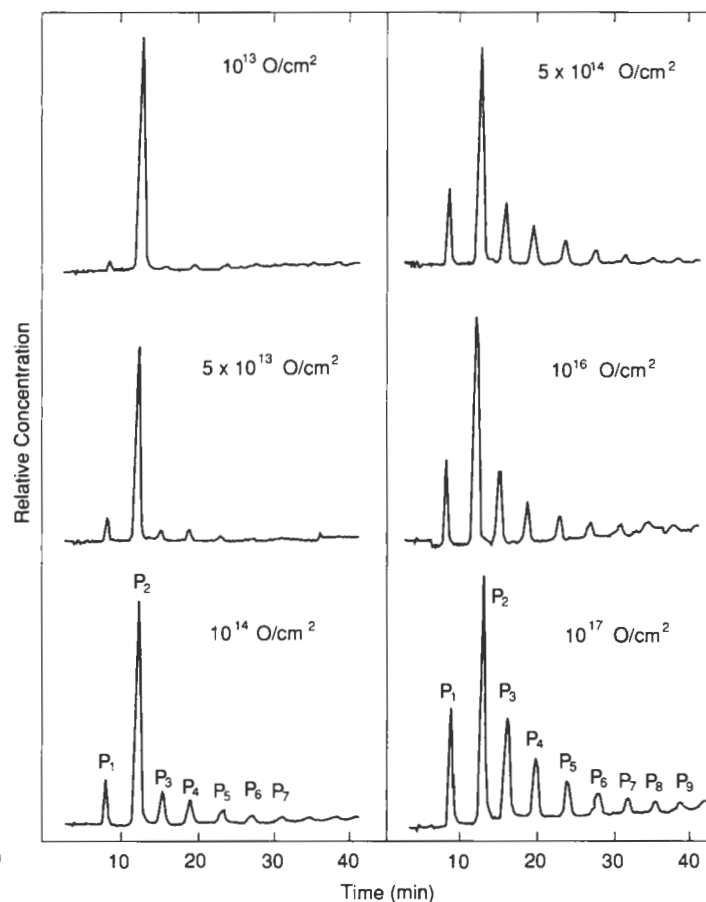 Relative Concentration
10¹³ O/cm²
5 x 10¹⁴ O/cm²
5 x 10¹³ O/cm²
10¹⁶ O/cm²
10¹⁴ O/cm²
P₁
P₂
P₃
P₄
P₅
P₆
P₇
10¹⁷ O/cm²
P₁
P₂
P₃
P₄
P₅
P₆
P₇
P₈
P₉
10 20 30 40
10 20 30 40
Time (min)